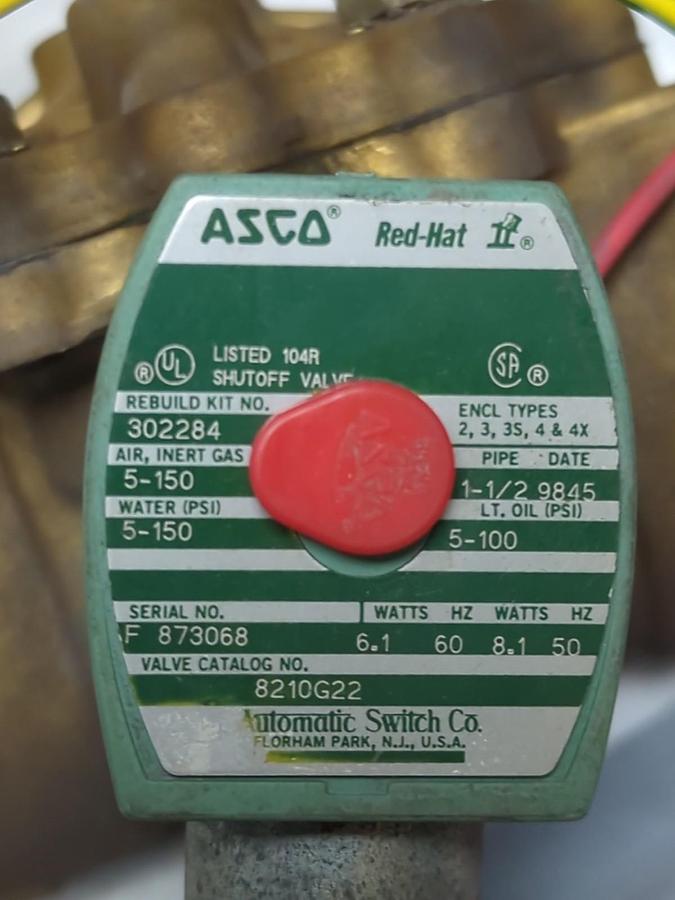 ASCO® Red-Hat II®
UL® LISTED 104R SA®
SHUTOFF VALVE
REBUILD KIT NO. ENCL TYPES
302284 2, 3, 3S, 4 & 4X
AIR, INERT GAS PIPE DATE
5-150 1-1/2 9845
WATER (PSI) LT. OIL (PSI)
5-150 5-100
SERIAL NO. WATTS HZ WATTS HZ
F 873068 6.1 60 8.1 50
VALVE CATALOG NO.
8210G22
Automatic Switch Co.
FLORHAM PARK, N.J., U.S.A.